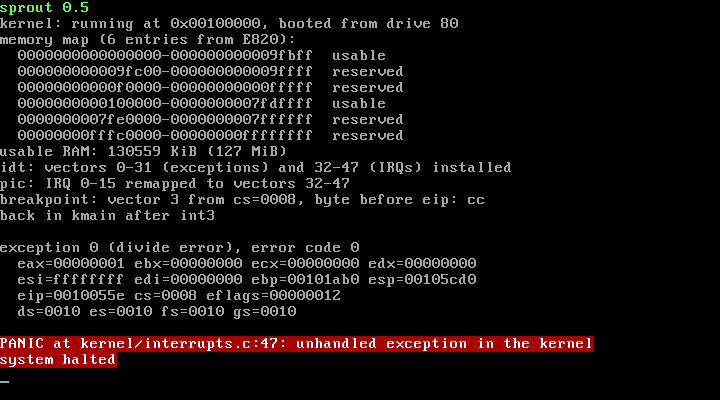 sprout 0.5
kernel: running at 0x00100000, booted from drive 80
memory map (6 entries from E820):
  0000000000000000-000000000009fbff  usable
  000000000009fc00-000000000009ffff  reserved
  00000000000f0000-00000000000fffff  reserved
  0000000000100000-0000000007fdffff  usable
  0000000007fe0000-0000000007ffffff  reserved
  00000000fffc0000-00000000ffffffff  reserved
usable RAM: 130559 KiB (127 MiB)
idt: vectors 0-31 (exceptions) and 32-47 (IRQs) installed
pic: IRQ 0-15 remapped to vectors 32-47
breakpoint: vector 3 from cs=0008, byte before eip: cc
back in kmain after int3

exception 0 (divide error), error code 0
  eax=00000001 ebx=00000000 ecx=00000000 edx=00000000
  esi=ffffffff edi=00000000 ebp=00101ab0 esp=00105cd0
  eip=0010055e cs=0008 eflags=00000012
  ds=0010 es=0010 fs=0010 gs=0010

PANIC at kernel/interrupts.c:47: unhandled exception in the kernel
system halted